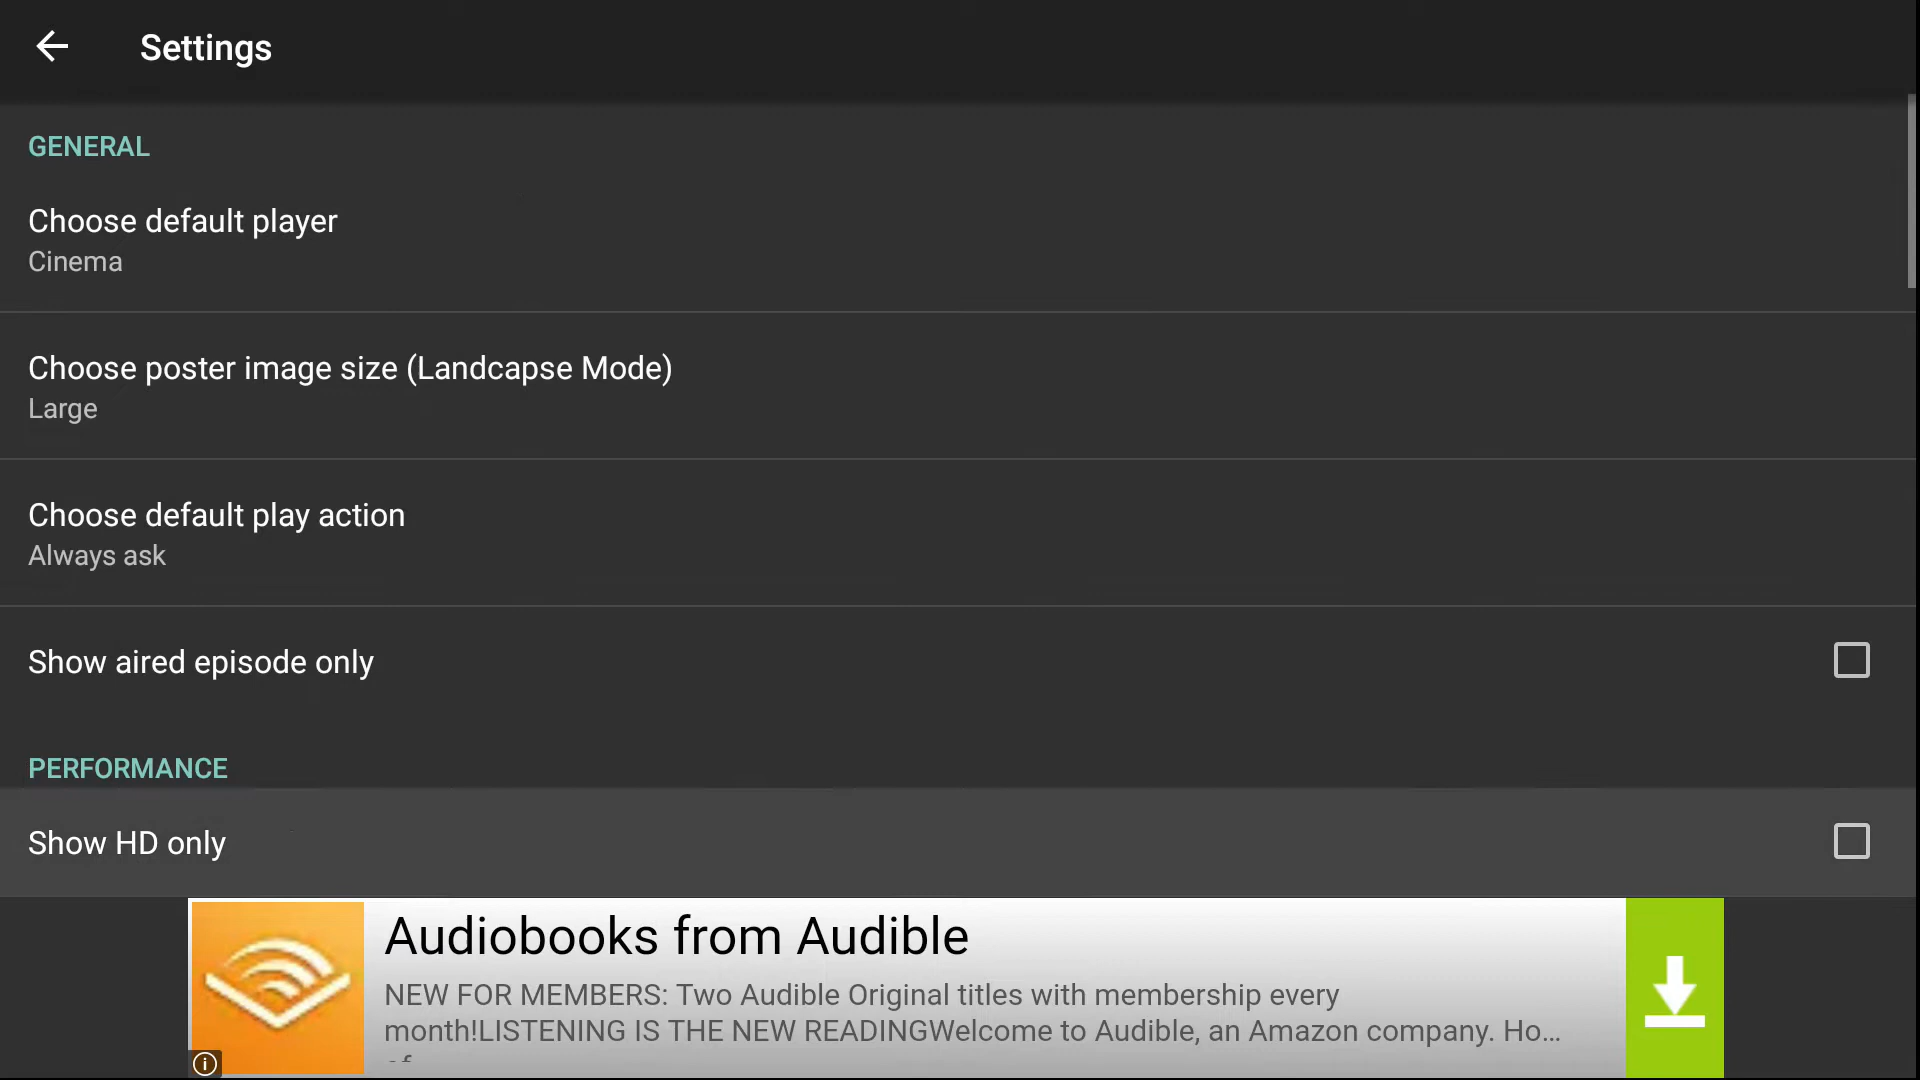 Settings
GENERAL
Choose default player
Cinema
Choose poster image size (Landcapse Mode)
Large
Choose default play action
Always ask
Show aired episode only
PERFORMANCE
Show HD only
Audiobooks from Audible
NEW FOR MEMBERS: Two Audible Original titles with membership every
month!LISTENING IS THE NEW READINGWelcome to Audible, an Amazon company. Ho...